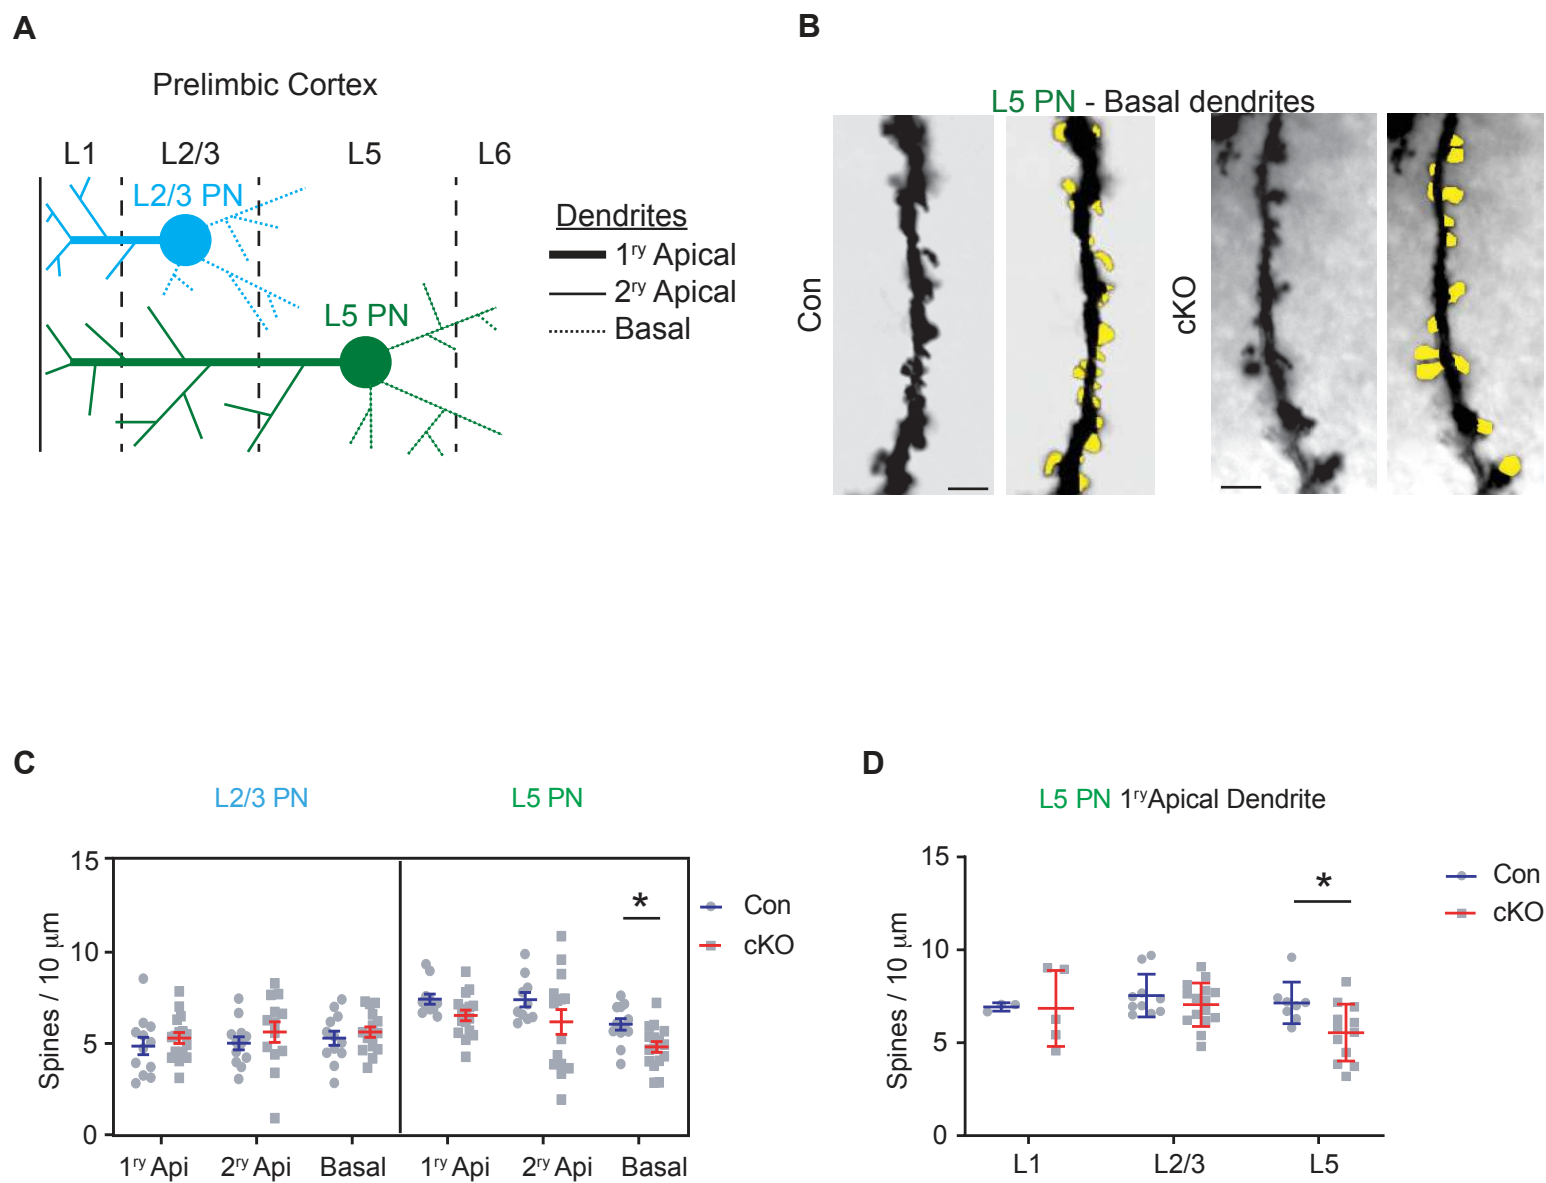 A
Prelimbic Cortex
L1 L2/3 L5 L6
L2/3 PN
L5 PN
Dendrites
1ry Apical
2ry Apical
Basal
B
L5 PN - Basal dendrites
Con
cKO
C
L2/3 PN L5 PN
Spines / 10 μm
15
10
5
0
*
Con
cKO
1ry Api 2ry Api Basal 1ry Api 2ry Api Basal
D
L5 PN 1ryApical Dendrite
Spines / 10 μm
15
10
5
0
*
Con
cKO
L1 L2/3 L5